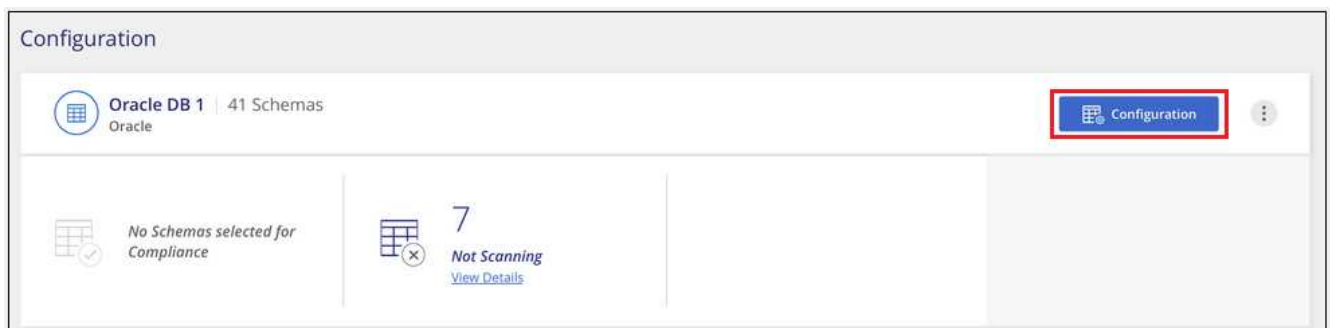 Configuration
Oracle DB 1 | 41 Schemas
Oracle
Configuration
No Schemas selected for
Compliance
7
Not Scanning
View Details